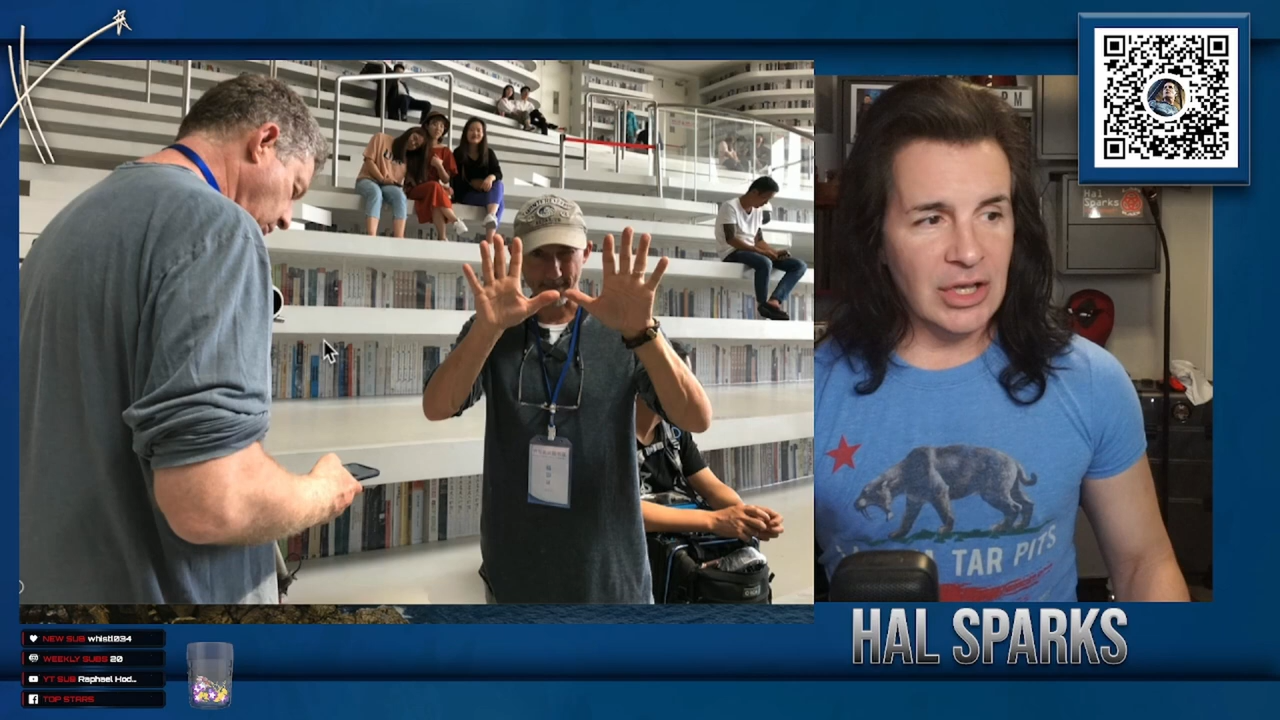 P M
Hal
Sparks
TAR PITS
HAL SPARKS
NEW SUB whistl034
WEEKLY SUBS 20
YT SUB Raphael Hod...
TOP STARS